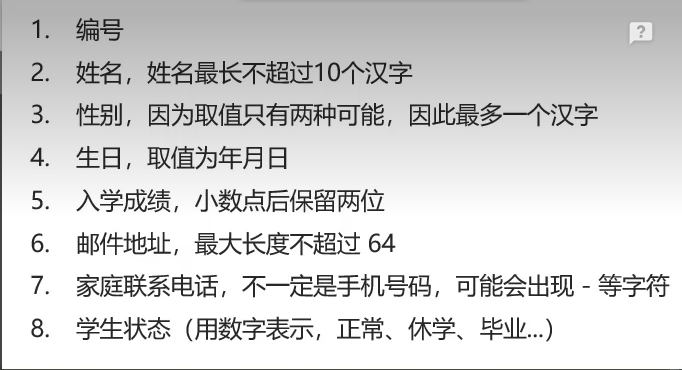 1. 编号
2. 姓名，姓名最长不超过10个汉字
3. 性别，因为取值只有两种可能，因此最多一个汉字
4. 生日，取值为年月日
5. 入学成绩，小数点后保留两位
6. 邮件地址，最大长度不超过 64
7. 家庭联系电话，不一定是手机号码，可能会出现 - 等字符
8. 学生状态（用数字表示，正常、休学、毕业...）